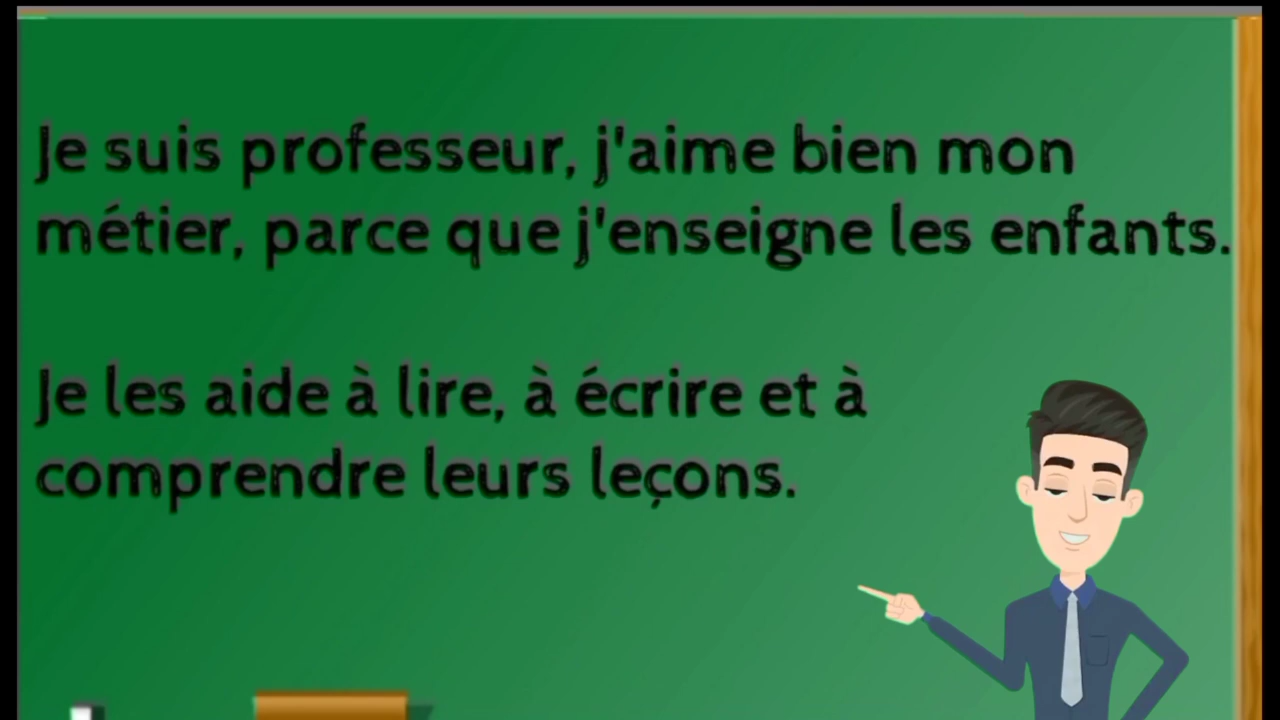 Je suis professeur, j'aime bien mon
métier, parce que j'enseigne les enfants.
Je les aide à lire, à écrire et à
comprendre leurs leçons.